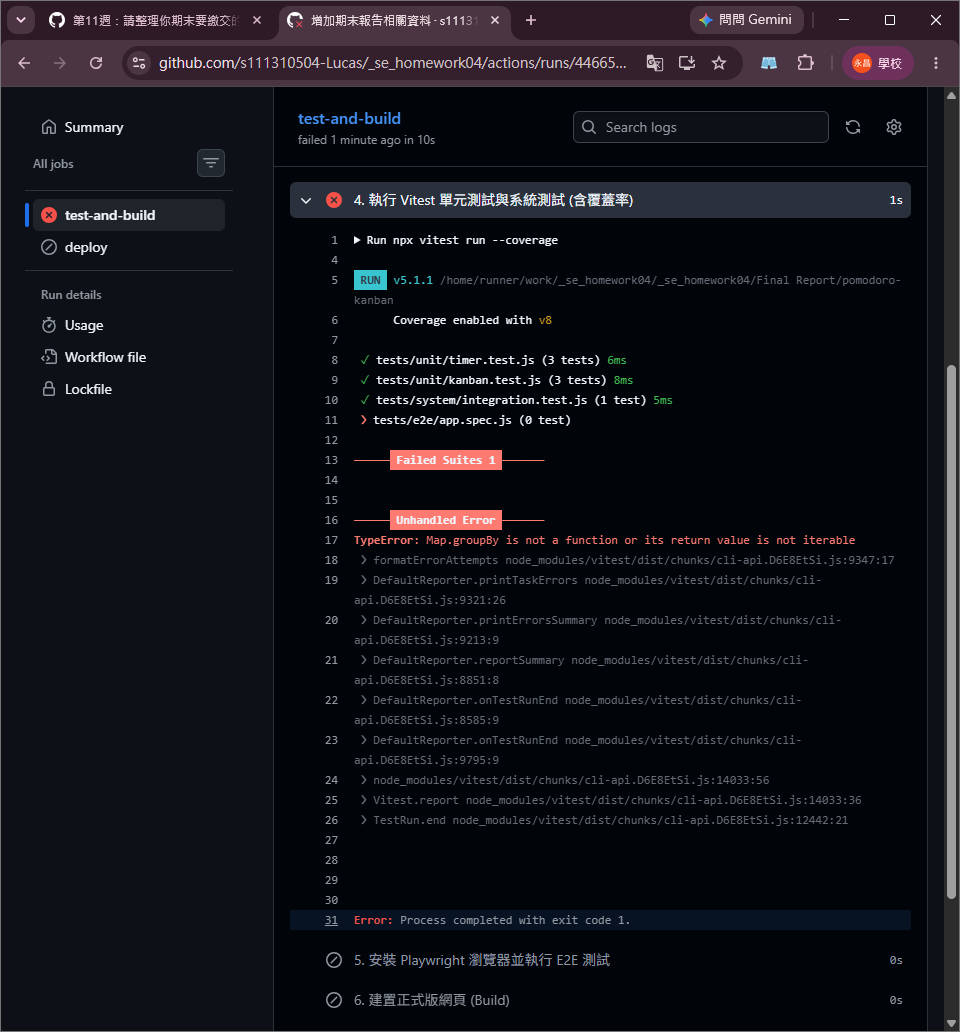 第11週：請整理你期末要繳交的
增加期末報告相關資料 · s11131
問問 Gemini
github.com/s111310504-Lucas/_se_homework04/actions/runs/44665...
永昌 學校
Summary
All jobs
test-and-build
deploy
Run details
Usage
Workflow file
Lockfile
test-and-build
failed 1 minute ago in 10s
Search logs
4. 執行 Vitest 單元測試與系統測試 (含覆蓋率) 1s
1 Run npx vitest run --coverage
4
5 RUN v5.1.1 /home/runner/work/_se_homework04/_se_homework04/Final Report/pomodoro-
kanban
6 Coverage enabled with v8
7
8 ✓ tests/unit/timer.test.js (3 tests) 6ms
9 ✓ tests/unit/kanban.test.js (3 tests) 8ms
10 ✓ tests/system/integration.test.js (1 test) 5ms
11 ❯ tests/e2e/app.spec.js (0 test)
12
13 Failed Suites 1
14
15
16 Unhandled Error
17 TypeError: Map.groupBy is not a function or its return value is not iterable
18 ❯ formatErrorAttempts node_modules/vitest/dist/chunks/cli-api.D6E8EtSi.js:9347:17
19 ❯ DefaultReporter.printTaskErrors node_modules/vitest/dist/chunks/cli-
api.D6E8EtSi.js:9321:26
20 ❯ DefaultReporter.printErrorsSummary node_modules/vitest/dist/chunks/cli-
api.D6E8EtSi.js:9213:9
21 ❯ DefaultReporter.reportSummary node_modules/vitest/dist/chunks/cli-
api.D6E8EtSi.js:8851:8
22 ❯ DefaultReporter.onTestRunEnd node_modules/vitest/dist/chunks/cli-
api.D6E8EtSi.js:8585:9
23 ❯ DefaultReporter.onTestRunEnd node_modules/vitest/dist/chunks/cli-
api.D6E8EtSi.js:9795:9
24 ❯ node_modules/vitest/dist/chunks/cli-api.D6E8EtSi.js:14033:56
25 ❯ Vitest.report node_modules/vitest/dist/chunks/cli-api.D6E8EtSi.js:14033:36
26 ❯ TestRun.end node_modules/vitest/dist/chunks/cli-api.D6E8EtSi.js:12442:21
27
28
29
30
31 Error: Process completed with exit code 1.
5. 安裝 Playwright 瀏覽器並執行 E2E 測試 0s
6. 建置正式版網頁 (Build) 0s